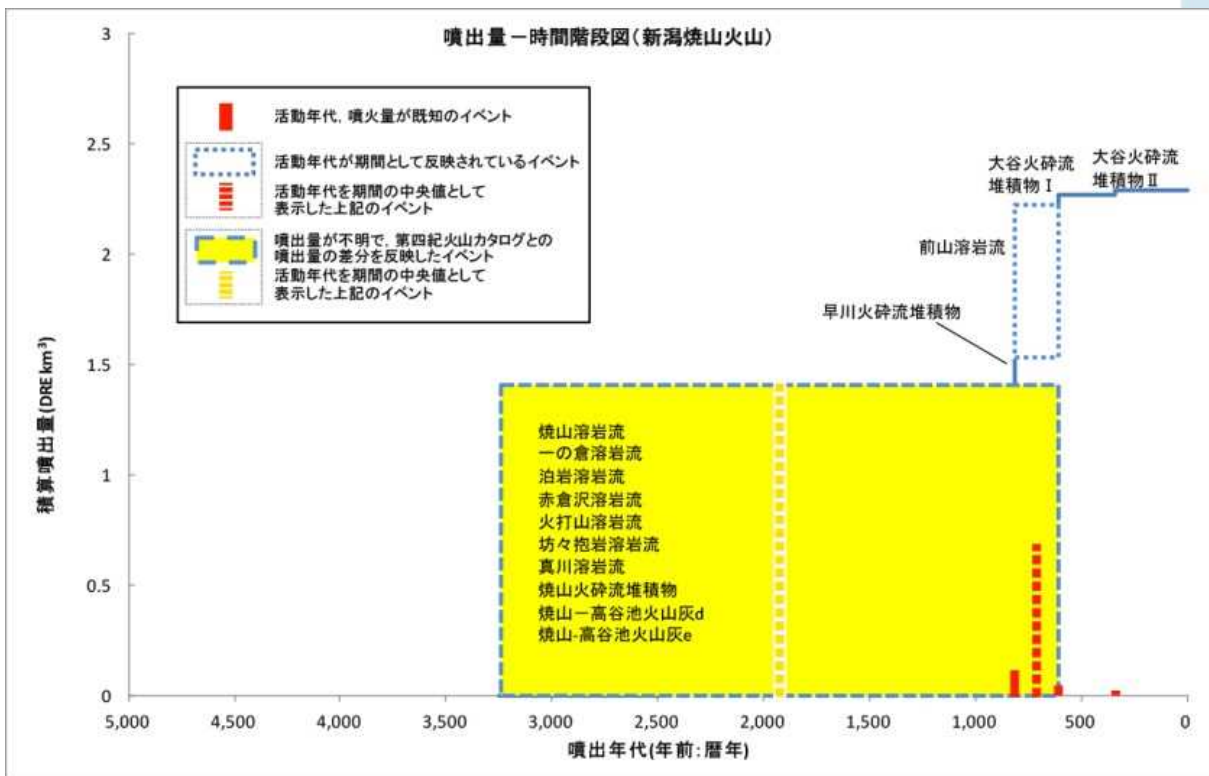 噴出量－時間階段図(新潟焼山火山)
活動年代，噴火量が既知のイベント
活動年代が期間として反映されているイベント
活動年代を期間の中央値として
表示した上記のイベント
噴出量が不明で，第四紀火山カタログとの
噴出量の差分を反映したイベント
活動年代を期間の中央値として
表示した上記のイベント
大谷火砕流
堆積物Ⅰ
大谷火砕流
堆積物Ⅱ
前山溶岩流
早川火砕流堆積物
焼山溶岩流
一の倉溶岩流
泊岩溶岩流
赤倉沢溶岩流
火打山溶岩流
坊々抱岩溶岩流
真川溶岩流
焼山火砕流堆積物
焼山－高谷池火山灰d
焼山-高谷池火山灰e
積算噴出量(DRE km³)
3
2.5
2
1.5
1
0.5
0
5,000
4,500
4,000
3,500
3,000
2,500
2,000
1,500
1,000
500
0
噴出年代(年前:暦年)